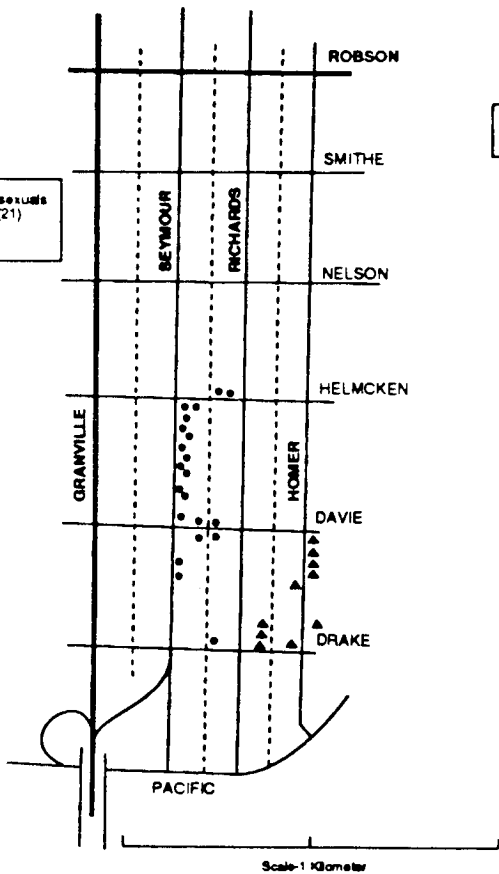 ROBSON
SMITHE
sexuals
21)
SEYMOUR
RICHARDS
NELSON
HELMCKEN
GRANVILLE
HOMER
DAVIE
DRAKE
PACIFIC
Scale-1 Kilometer